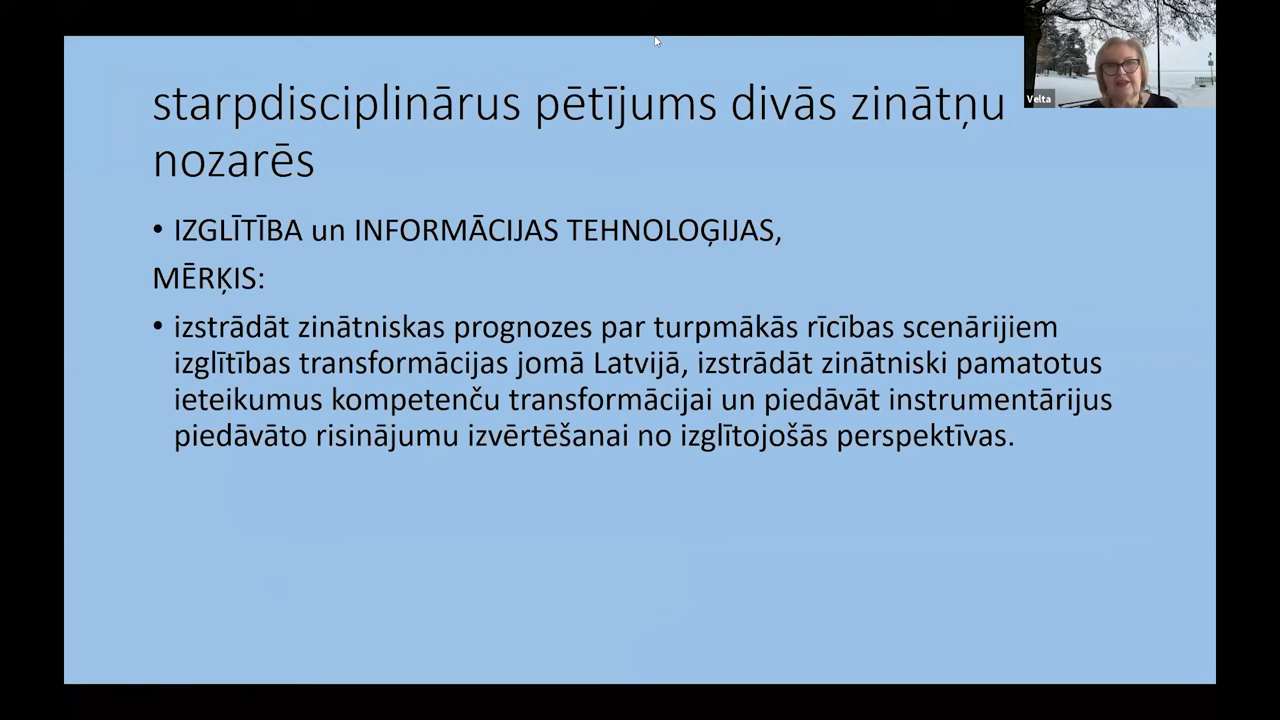 starpdisciplinārus pētījums divās zinātņu
nozarēs
• IZGLĪTĪBA un INFORMĀCIJAS TEHNOLOĢIJAS,
MĒRĶIS:
• izstrādāt zinātniskas prognozes par turpmākās rīcības scenārijiem
izglītības transformācijas jomā Latvijā, izstrādāt zinātniski pamatotus
ieteikumus kompetenču transformācijai un piedāvāt instrumentārijus
piedāvāto risinājumu izvērtēšanai no izglītojošās perspektīvas.
Velta